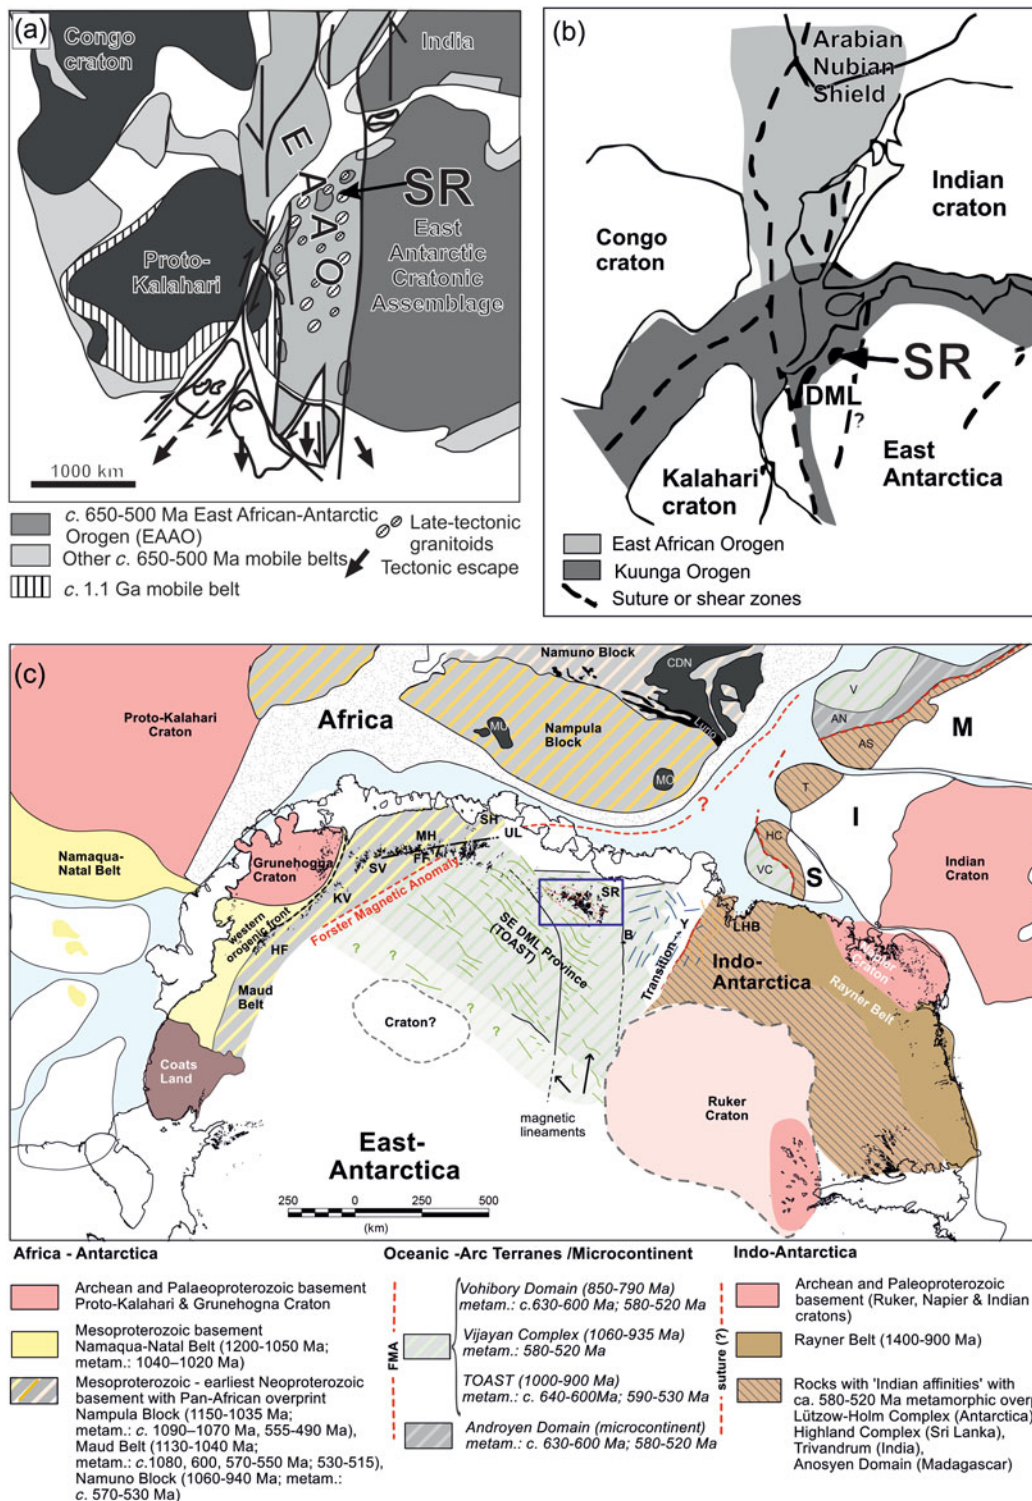 (a)
Congo
craton
India
E
A
A
O
SR
East
Antarctic
Cratonic
Assemblage
Proto-
Kalahari
1000 km
c. 650-500 Ma East African-Antarctic
Orogen (EAAO)
Other c. 650-500 Ma mobile belts
c. 1.1 Ga mobile belt
Late-tectonic
granitoids
Tectonic escape
(b)
Arabian
Nubian
Shield
Indian
craton
Congo
craton
SR
DML
?
East
Antarctica
Kalahari
craton
East African Orogen
Kuunga Orogen
Suture or shear zones
(c)
Namuno Block
CDN
Proto-Kalahari
Craton
Africa
Nampula
Block
MU
Lurio
MO
V
AN
AS
M
T
I
HC
VC
S
Indian
Craton
?
Namaqua-
Natal Belt
SH
MH
UL
Grunehogga
Craton
FF
SV
KV
Forster Magnetic Anomaly
western
orogenic front
HF
Maud
Belt
SR
SE DML Province
(TOAST)
B
Y
Transition
LHB
Indo-
Antarctica
Napier
Craton
Rayner Belt
?
?
?
?
Craton?
Coats
Land
Ruker
Craton
magnetic
lineaments
East-
Antarctica
250
0
250
500
(km)
Africa - Antarctica
Archean and Palaeoproterozoic basement
Proto-Kalahari & Grunehogna Craton
Mesoproterozoic basement
Namaqua-Natal Belt (1200-1050 Ma;
metam.: 1040–1020 Ma)
Mesoproterozoic - earliest Neoproterozoic
basement with Pan-African overprint
Nampula Block (1150-1035 Ma;
metam.: c. 1090–1070 Ma, 555-490 Ma),
Maud Belt (1130-1040 Ma;
metam.: c.1080, 600, 570-550 Ma; 530-515),
Namuno Block (1060-940 Ma; metam.:
c. 570-530 Ma)
Oceanic -Arc Terranes /Microcontinent
FMA
Vohibory Domain (850-790 Ma)
metam.: c.630-600 Ma; 580-520 Ma
Vijayan Complex (1060-935 Ma)
metam.: 580-520 Ma
TOAST (1000-900 Ma)
metam.: c. 640-600Ma; 590-530 Ma
Androyen Domain (microcontinent)
metam.: c. 630-600 Ma; 580-520 Ma
suture (?)
Indo-Antarctica
Archean and Paleoproterozoic
basement (Ruker, Napier & Indian
cratons)
Rayner Belt (1400-900 Ma)
Rocks with 'Indian affinities' with
ca. 580-520 Ma metamorphic overp
Lützow-Holm Complex (Antarctica)
Highland Complex (Sri Lanka),
Trivandrum (India),
Anosyen Domain (Madagascar)